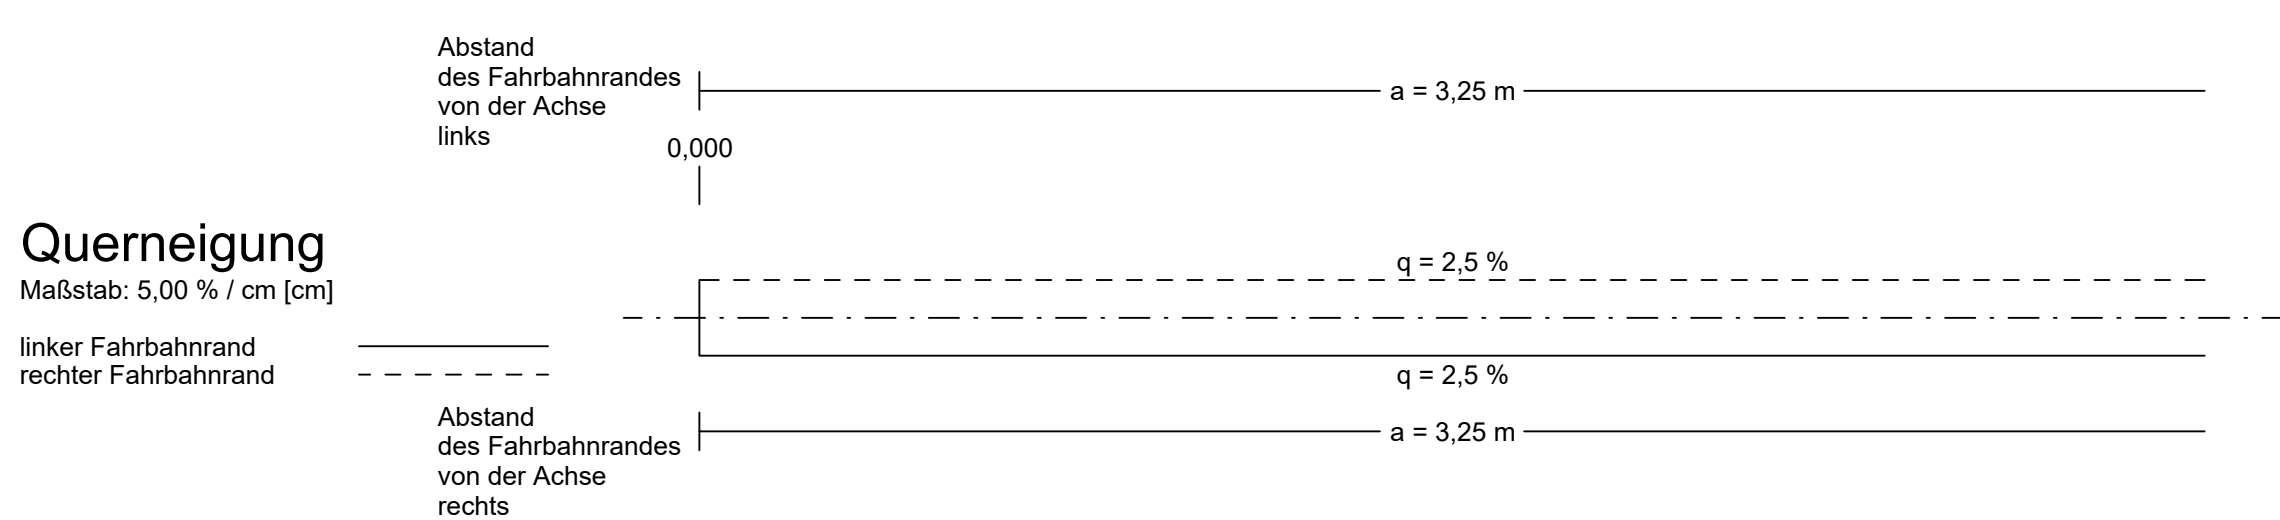 Abstand
des Fahrbahnrandes
von der Achse
links
a = 3,25 m
0,000
Querneigung
Maßstab: 5,00 % / cm [cm]
q = 2,5 %
linker Fahrbahnrand
rechter Fahrbahnrand
q = 2,5 %
Abstand
des Fahrbahnrandes
von der Achse
rechts
a = 3,25 m